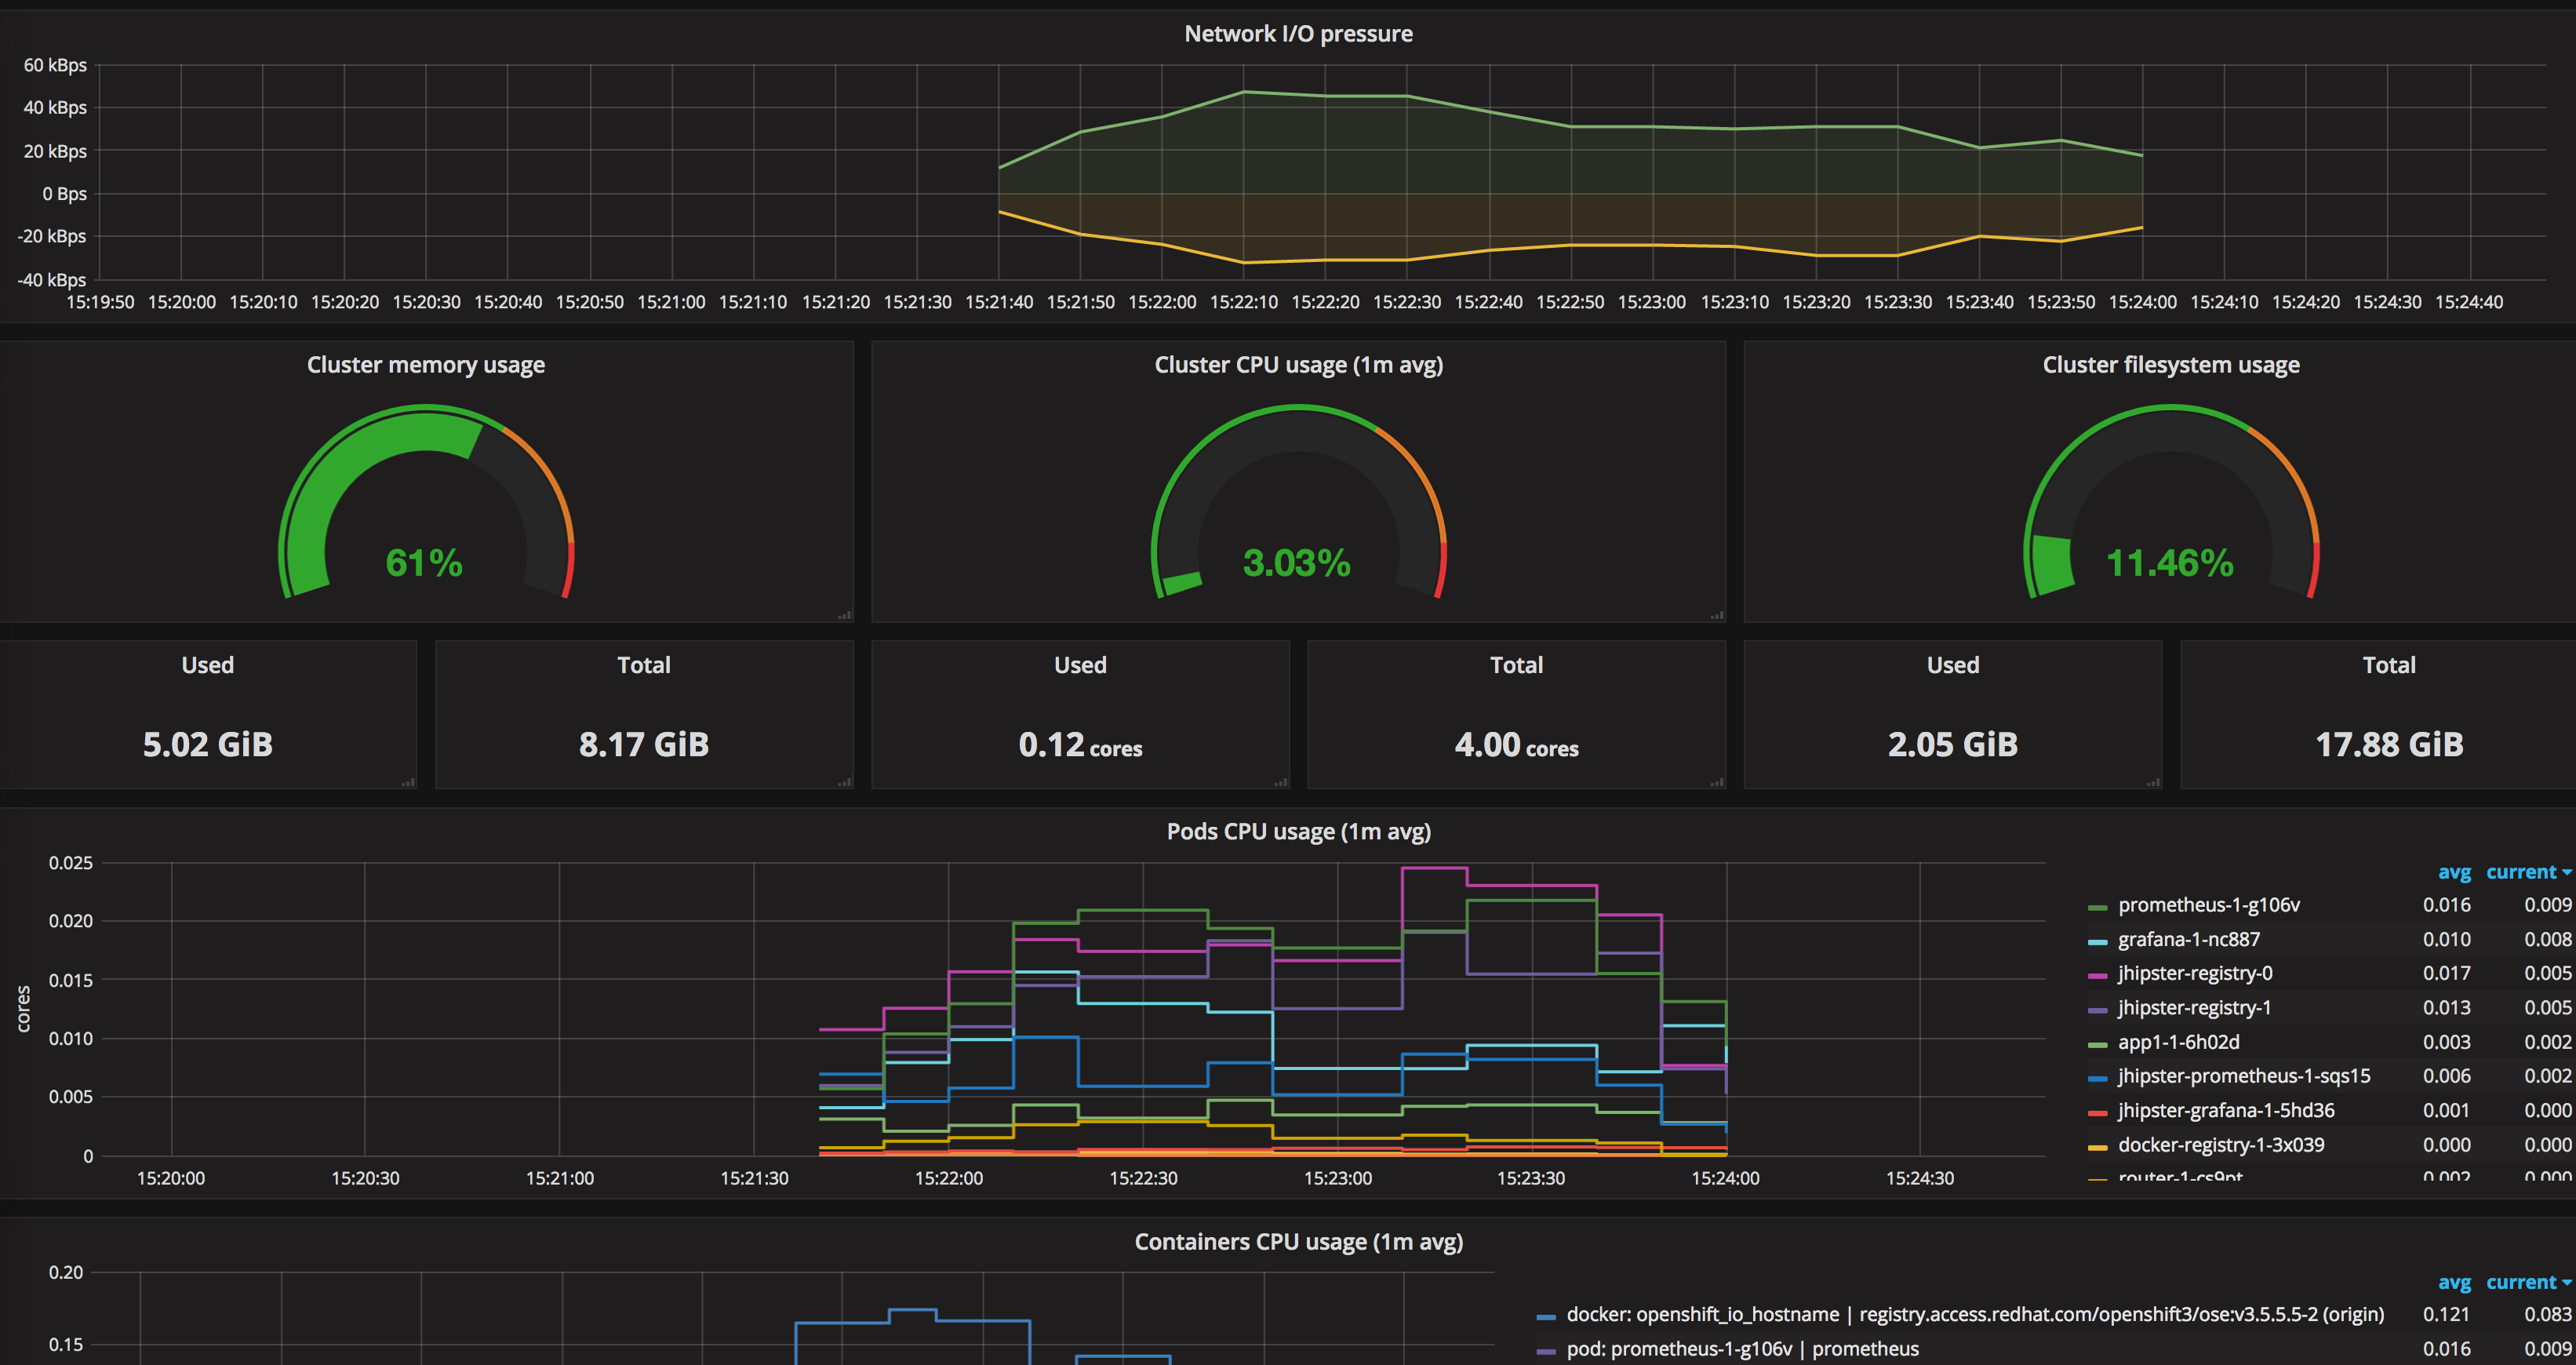 Network I/O pressure
60 kBps
40 kBps
20 kBps
0 Bps
-20 kBps
-40 kBps
15:19:50 15:20:00 15:20:10 15:20:20 15:20:30 15:20:40 15:20:50 15:21:00 15:21:10 15:21:20 15:21:30 15:21:40 15:21:50 15:22:00 15:22:10 15:22:20 15:22:30 15:22:40 15:22:50 15:23:00 15:23:10 15:23:20 15:23:30 15:23:40 15:23:50 15:24:00 15:24:10 15:24:20 15:24:30 15:24:40
Cluster memory usage
61%
Cluster CPU usage (1m avg)
3.03%
Cluster filesystem usage
11.46%
Used
5.02 GiB
Total
8.17 GiB
Used
0.12 cores
Total
4.00 cores
Used
2.05 GiB
Total
17.88 GiB
Pods CPU usage (1m avg)
cores
0.025
0.020
0.015
0.010
0.005
0
15:20:00 15:20:30 15:21:00 15:21:30 15:22:00 15:22:30 15:23:00 15:23:30 15:24:00 15:24:30
avg current
prometheus-1-g106v 0.016 0.009
grafana-1-nc887 0.010 0.008
jhipster-registry-0 0.017 0.005
jhipster-registry-1 0.013 0.005
app1-1-6h02d 0.003 0.002
jhipster-prometheus-1-sqs15 0.006 0.002
jhipster-grafana-1-5hd36 0.001 0.000
docker-registry-1-3x039 0.000 0.000
router-1-cs9pt 0.002 0.000
Containers CPU usage (1m avg)
0.20
0.15
avg current
docker: openshift_io_hostname | registry.access.redhat.com/openshift3/ose:v3.5.5.5-2 (origin) 0.121 0.083
pod: prometheus-1-g106v | prometheus 0.016 0.009